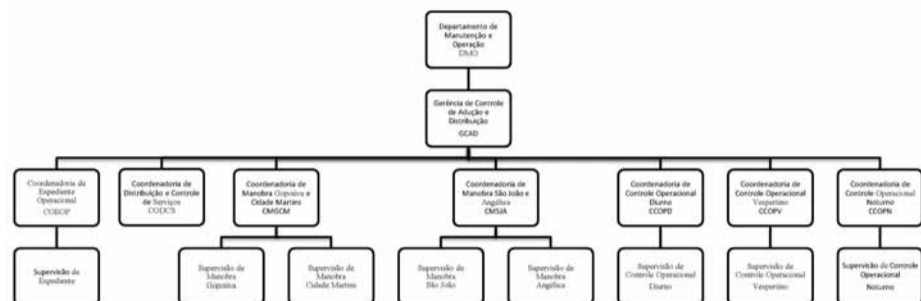 Departamento de
Manutenção e
Operação
DMO
Gerência de Controle
de Adução e
Distribuição
GCAD
Coordenadoria de
Expediente
Operacional
COEOP
Coordenadoria de
Distribuição e Controle
de Serviços
CODCS
Coordenadoria de
Manobra Gopoúva e
Cidade Martins
CMGCM
Coordenadoria de
Manobra São João e
Angélica
CMSJA
Coordenadoria de
Controle Operacional
Diurno
CCOPD
Coordenadoria de
Controle Operacional
Vespertino
CCOPV
Coordenadoria de
Controle Operacional
Noturno
CCOPN
Supervisão de
Expediente
Supervisão de
Manobra
Gopoúva
Supervisão de
Manobra
Cidade Martins
Supervisão de
Manobra
São João
Supervisão de
Manobra
Angélica
Supervisão de
Controle Operacional
Diurno
Supervisão de
Controle Operacional
Vespertino
Supervisão de Controle
Operacional
Noturno